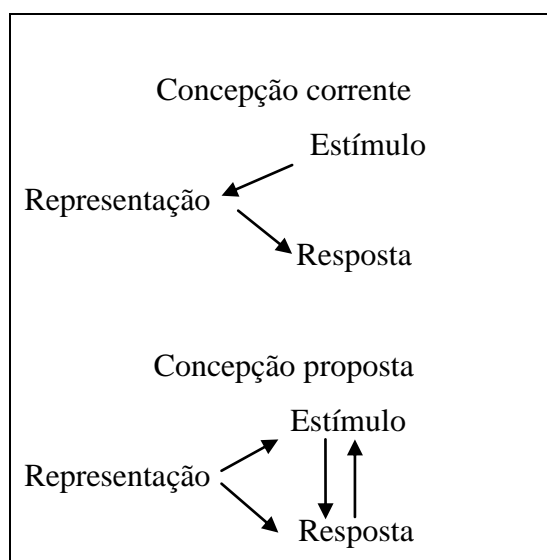 Concepção corrente
Estímulo
Representação
Resposta
Concepção proposta
Estímulo
Representação
Resposta